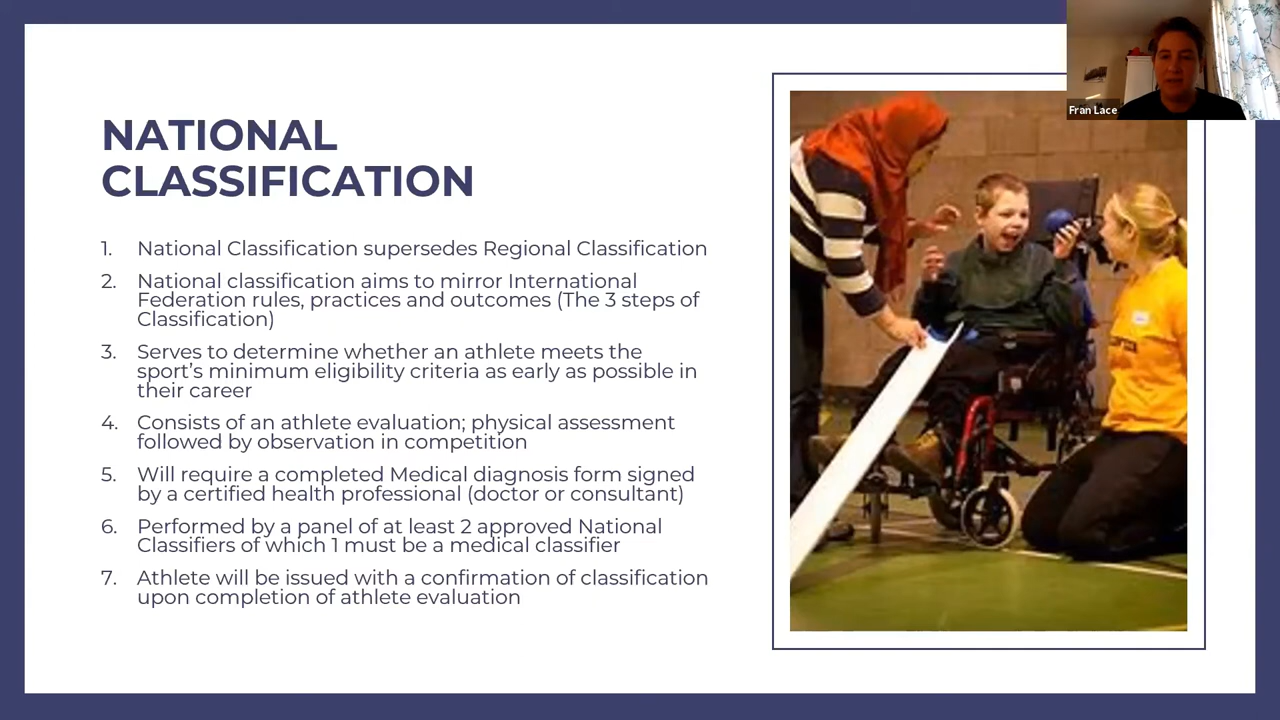 NATIONAL
CLASSIFICATION
1. National Classification supersedes Regional Classification
2. National classification aims to mirror International
Federation rules, practices and outcomes (The 3 steps of
Classification)
3. Serves to determine whether an athlete meets the
sport's minimum eligibility criteria as early as possible in
their career
4. Consists of an athlete evaluation; physical assessment
followed by observation in competition
5. Will require a completed Medical diagnosis form signed
by a certified health professional (doctor or consultant)
6. Performed by a panel of at least 2 approved National
Classifiers of which 1 must be a medical classifier
7. Athlete will be issued with a confirmation of classification
upon completion of athlete evaluation
Fran Lace